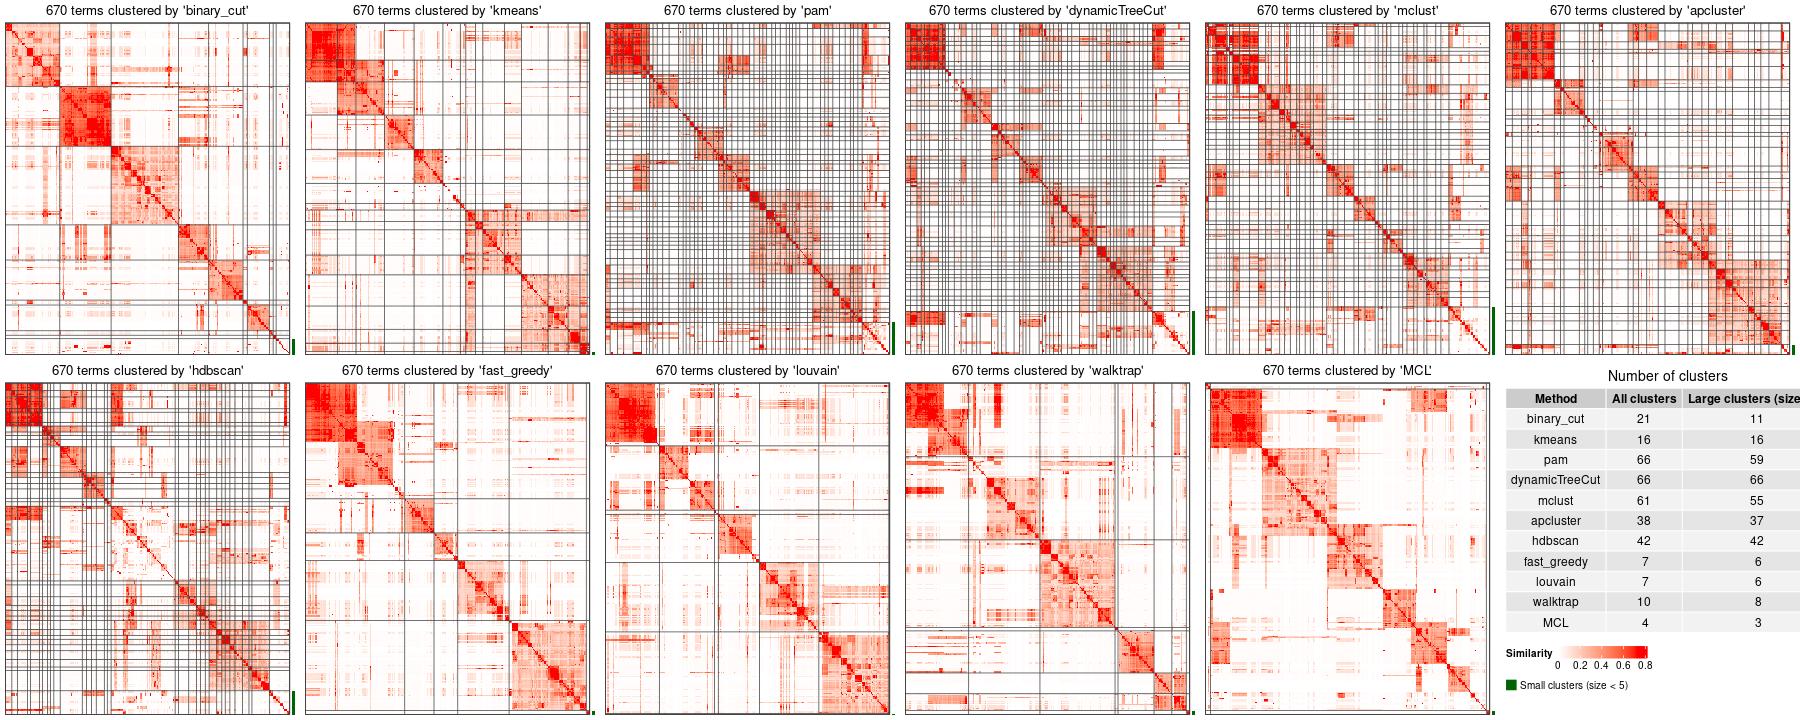 670 terms clustered by 'binary_cut'
670 terms clustered by 'kmeans'
670 terms clustered by 'pam'
670 terms clustered by 'dynamicTreeCut'
670 terms clustered by 'mclust'
670 terms clustered by 'apcluster'
670 terms clustered by 'hdbscan'
670 terms clustered by 'fast_greedy'
670 terms clustered by 'louvain'
670 terms clustered by 'walktrap'
670 terms clustered by 'MCL'
Number of clusters
Method All clusters Large clusters (size
binary_cut 21 11
kmeans 16 16
pam 66 59
dynamicTreeCut 66 66
mclust 61 55
apcluster 38 37
hdbscan 42 42
fast_greedy 7 6
louvain 7 6
walktrap 10 8
MCL 4 3
Similarity
0 0.2 0.4 0.6 0.8
Small clusters (size < 5)